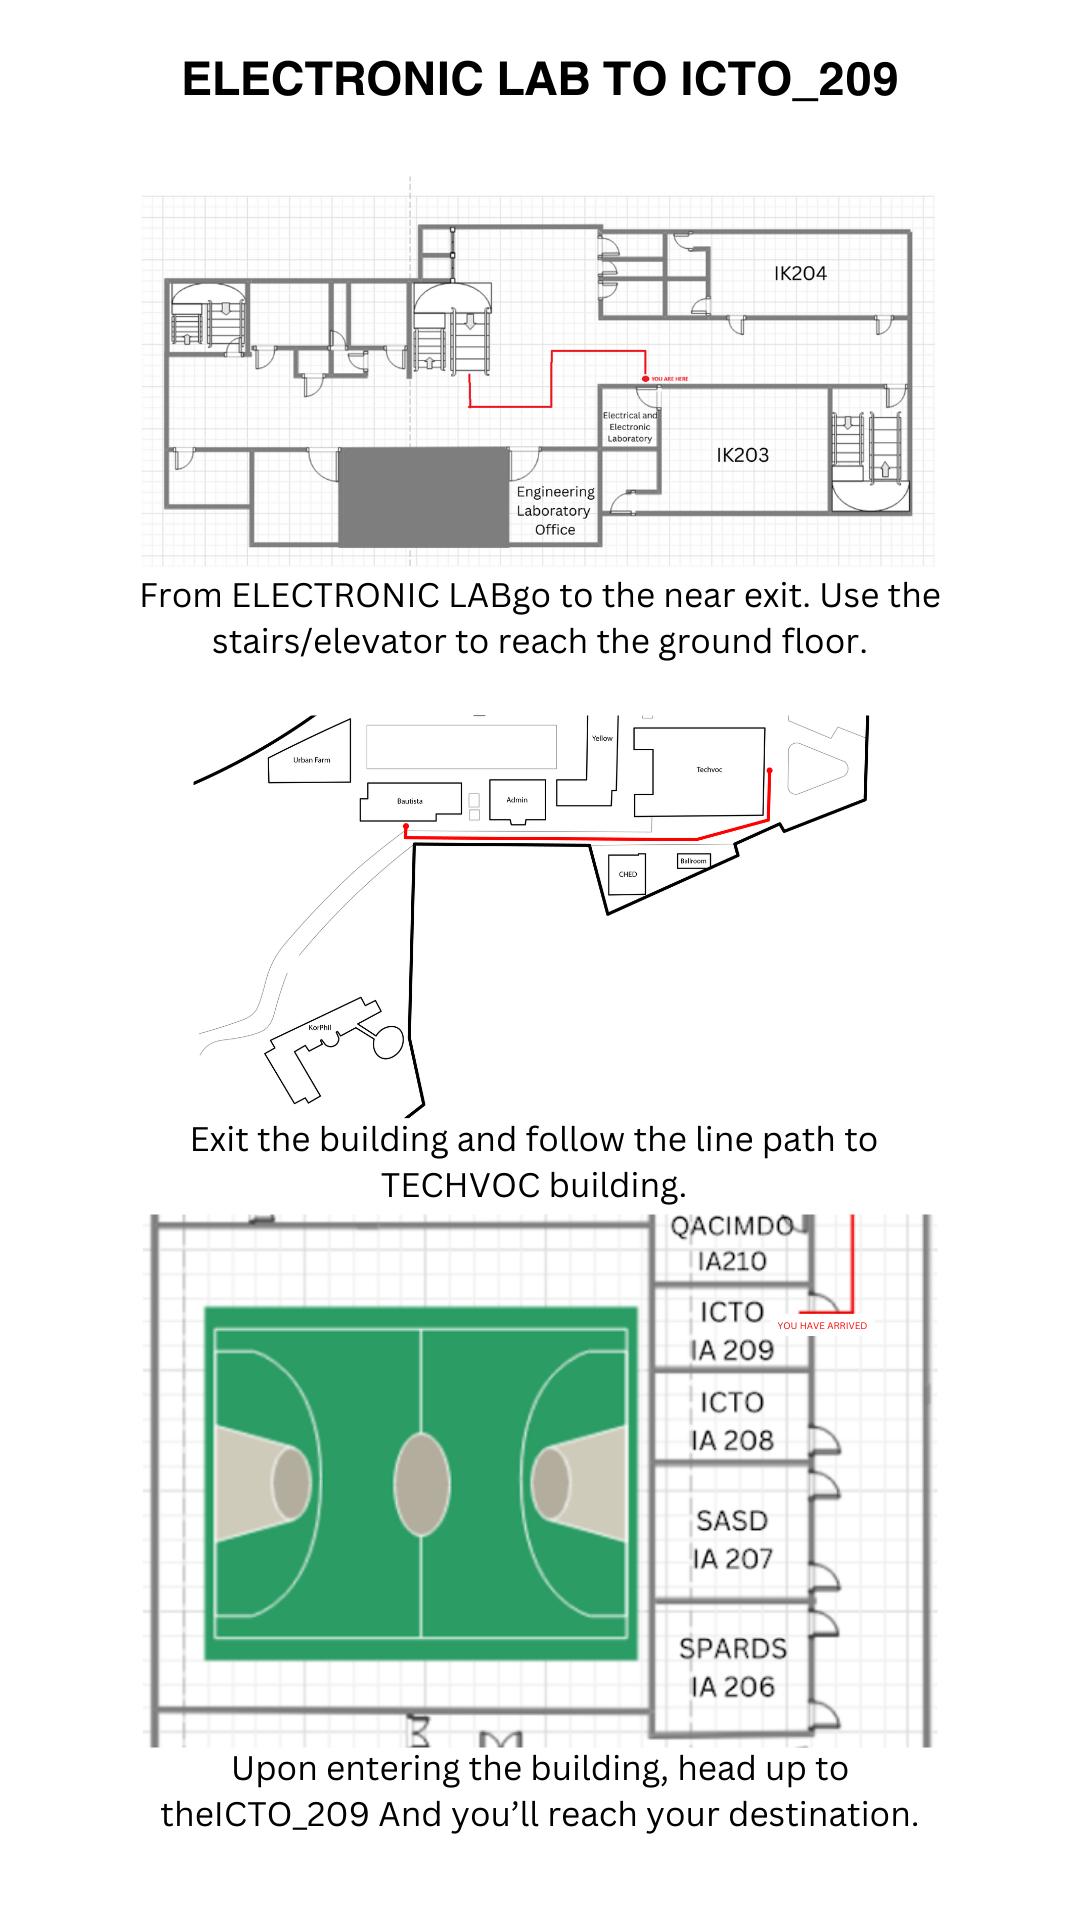 ELECTRONIC LAB TO ICTO_209
IK204
YOU ARE HERE
Electrical and
Electronic
Laboratory
IK203
Engineering
Laboratory
Office
From ELECTRONIC LABgo to the near exit. Use the
stairs/elevator to reach the ground floor.
Urban Farm
Yellow
Techvoc
Bautista
Admin
CHED
Ballroom
KorPhil
Exit the building and follow the line path to
TECHVOC building.
QACIMDO
IA210
ICTO
IA 209
YOU HAVE ARRIVED
ICTO
IA 208
SASD
IA 207
SPARDS
IA 206
Upon entering the building, head up to
theICTO_209 And you’ll reach your destination.